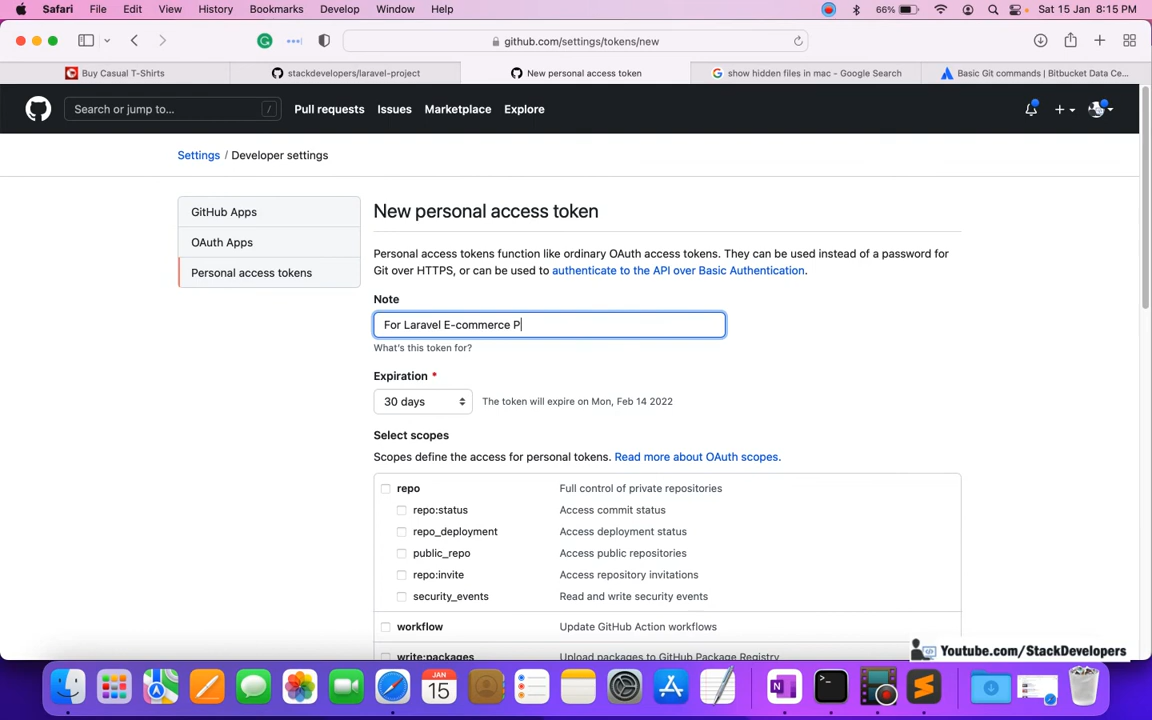 Safari File Edit View History Bookmarks Develop Window Help 66% Sat 15 Jan 8:15 PM
github.com/settings/tokens/new
Buy Casual T-Shirts stackdevelopers/laravel-project New personal access token show hidden files in mac - Google Search Basic Git commands | Bitbucket Data Ce...
Search or jump to... / Pull requests Issues Marketplace Explore
Settings / Developer settings
GitHub Apps
OAuth Apps
Personal access tokens
New personal access token
Personal access tokens function like ordinary OAuth access tokens. They can be used instead of a password for
Git over HTTPS, or can be used to authenticate to the API over Basic Authentication.
Note
For Laravel E-commerce P
What's this token for?
Expiration *
30 days The token will expire on Mon, Feb 14 2022
Select scopes
Scopes define the access for personal tokens. Read more about OAuth scopes.
repo Full control of private repositories
repo:status Access commit status
repo_deployment Access deployment status
public_repo Access public repositories
repo:invite Access repository invitations
security_events Read and write security events
workflow Update GitHub Action workflows
write:packages Upload packages to GitHub Package Registry
Youtube.com/StackDevelopers
JAN
15